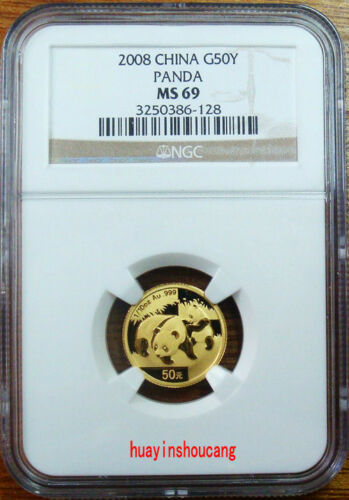 2008 CHINA G50Y
PANDA
MS 69
3250386-128
NGC
1/10oz Au .999
50元
huayinshoucang